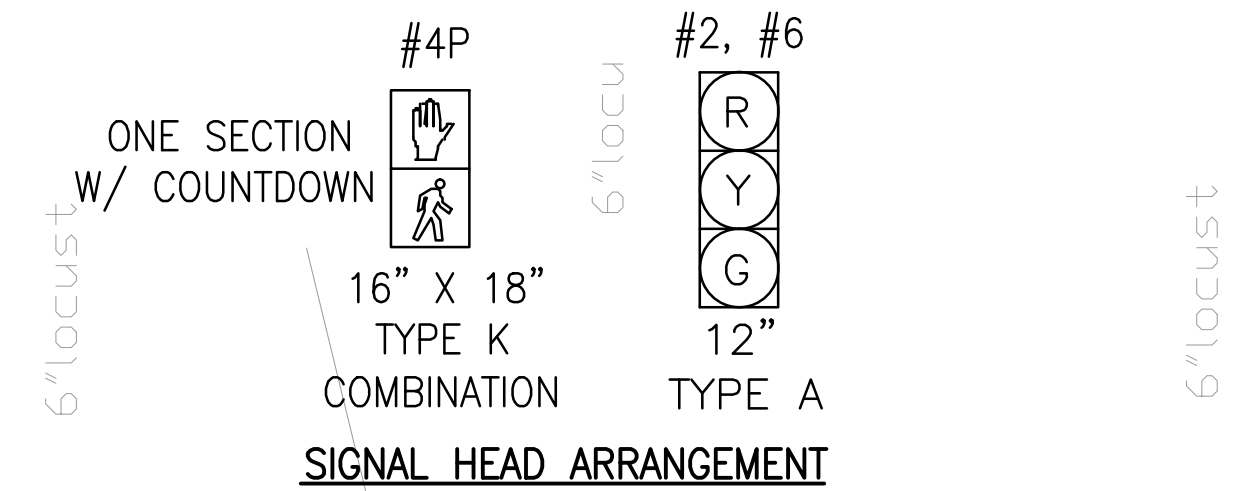 #4P
ONE SECTION
W/ COUNTDOWN
16" X 18"
TYPE K
COMBINATION
#2, #6
R
Y
G
12"
TYPE A
SIGNAL HEAD ARRANGEMENT
6"locust
6"locu
6"locust